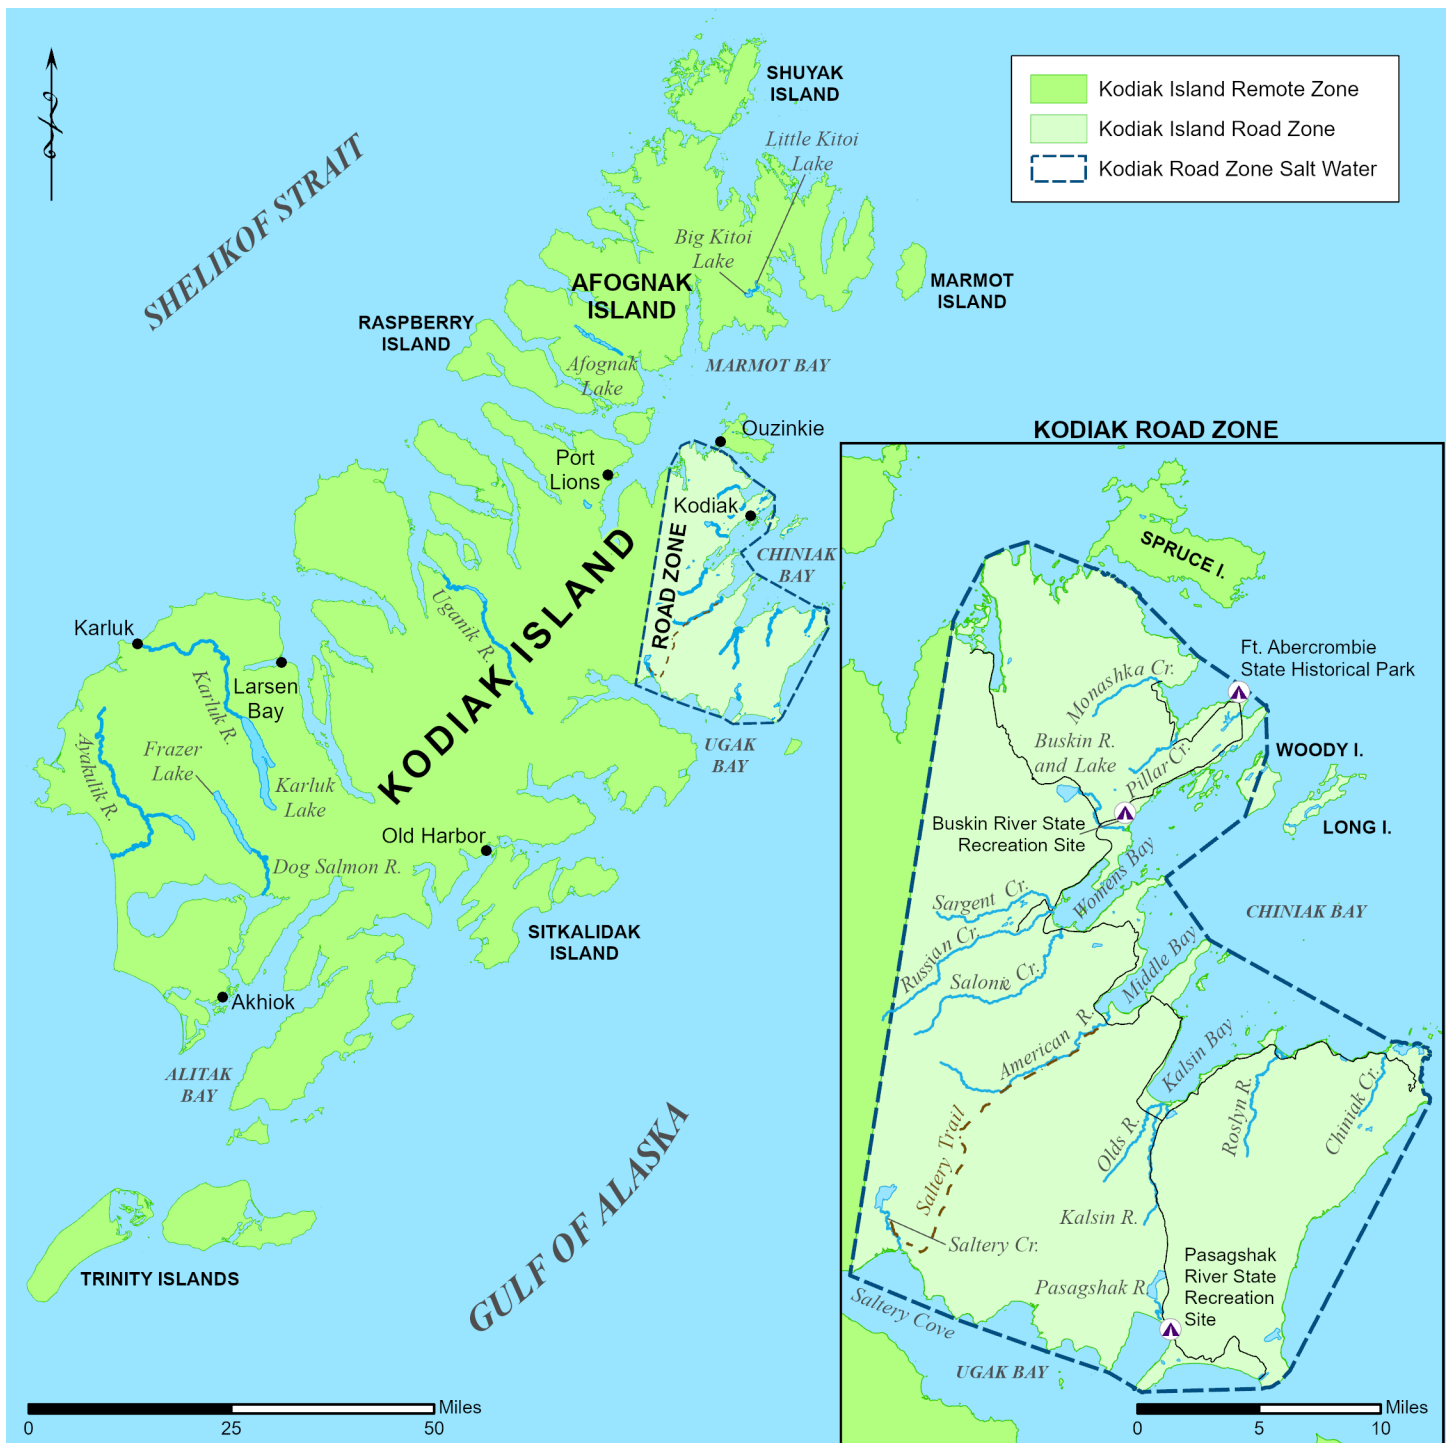 SHUYAK
ISLAND
Little Kitoi
Lake
Kodiak Island Remote Zone
Kodiak Island Road Zone
Kodiak Road Zone Salt Water
SHELIKOF STRAIT
Big Kitoi
Lake
AFOGNAK
ISLAND
MARMOT
ISLAND
RASPBERRY
ISLAND
Afognak
Lake
MARMOT BAY
Ouzinkie
Port
Lions
Kodiak
ROAD ZONE
CHINIAK
BAY
KODIAK ISLAND
Uganik R.
Karluk
Larsen
Bay
Karluk R.
Ayakulik R.
Frazer
Lake
Karluk
Lake
UGAK
BAY
Old Harbor
Dog Salmon R.
SITKALIDAK
ISLAND
Akhiok
ALITAK
BAY
GULF OF ALASKA
TRINITY ISLANDS
Miles
0
25
50
KODIAK ROAD ZONE
SPRUCE I.
Ft. Abercrombie
State Historical Park
Monashka Cr.
Buskin R.
and Lake
Pillar Cr.
WOODY I.
LONG I.
Buskin River State
Recreation Site
Womens Bay
Sargent Cr.
CHINIAK BAY
Russian Cr.
Salonie Cr.
Middle Bay
American R.
Kalsin Bay
Saltery Trail
Olds R.
Roslyn R.
Chiniak Cr.
Kalsin R.
Saltery Cr.
Pasagshak
River State
Recreation
Site
Pasagshak R.
Saltery Cove
UGAK BAY
Miles
0
5
10